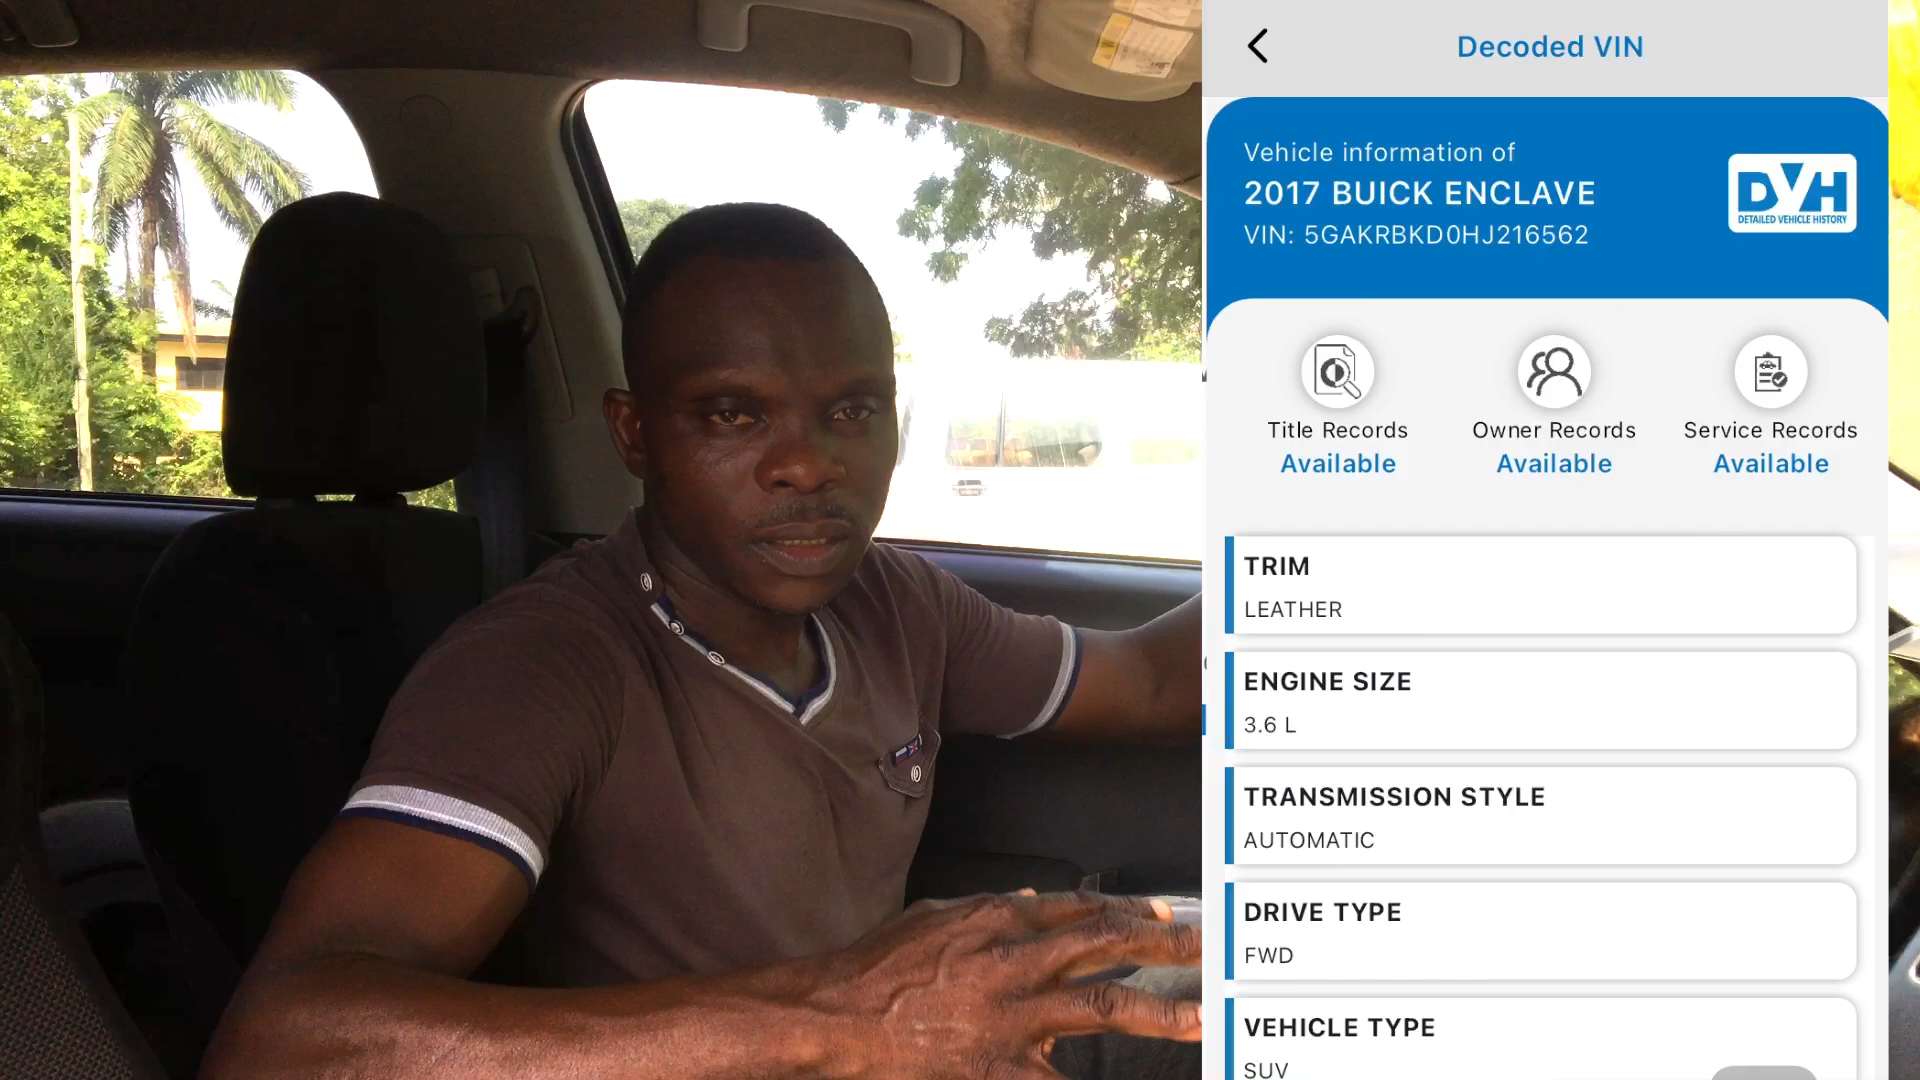 Decoded VIN
Vehicle information of
2017 BUICK ENCLAVE
VIN: 5GAKRBKD0HJ216562
DVH
DETAILED VEHICLE HISTORY
Title Records
Available
Owner Records
Available
Service Records
Available
TRIM
LEATHER
ENGINE SIZE
3.6 L
TRANSMISSION STYLE
AUTOMATIC
DRIVE TYPE
FWD
VEHICLE TYPE
SUV